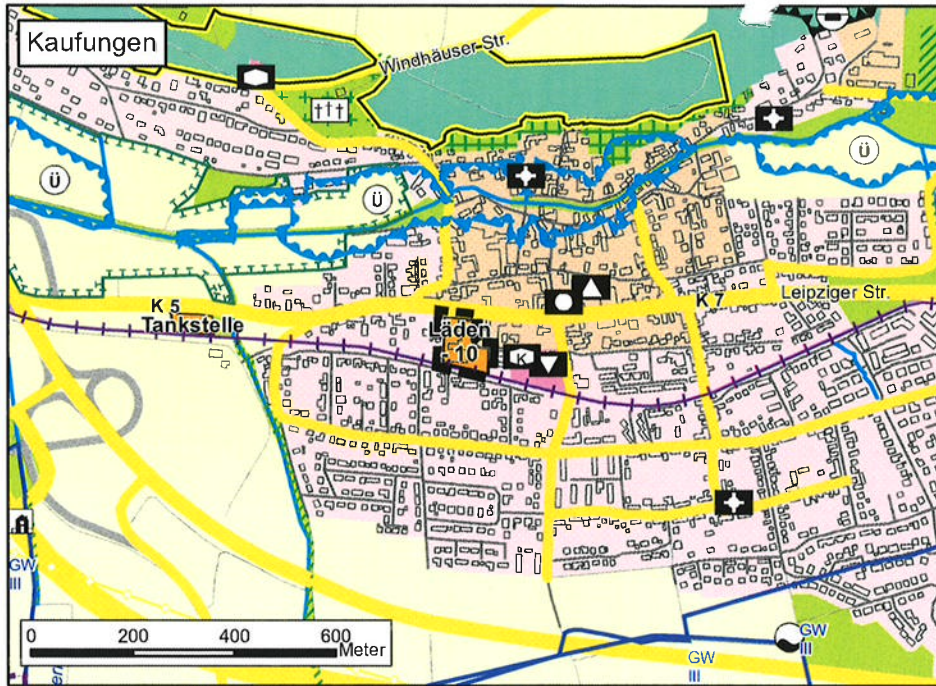 Kaufungen
Windhäuser Str.
†††
Ü
Ü
Ü
K 5
Tankstelle
Läden
- 10
K
K 7
Leipziger Str.
GW
III
0 200 400 600
Meter
GW
III
GW
III